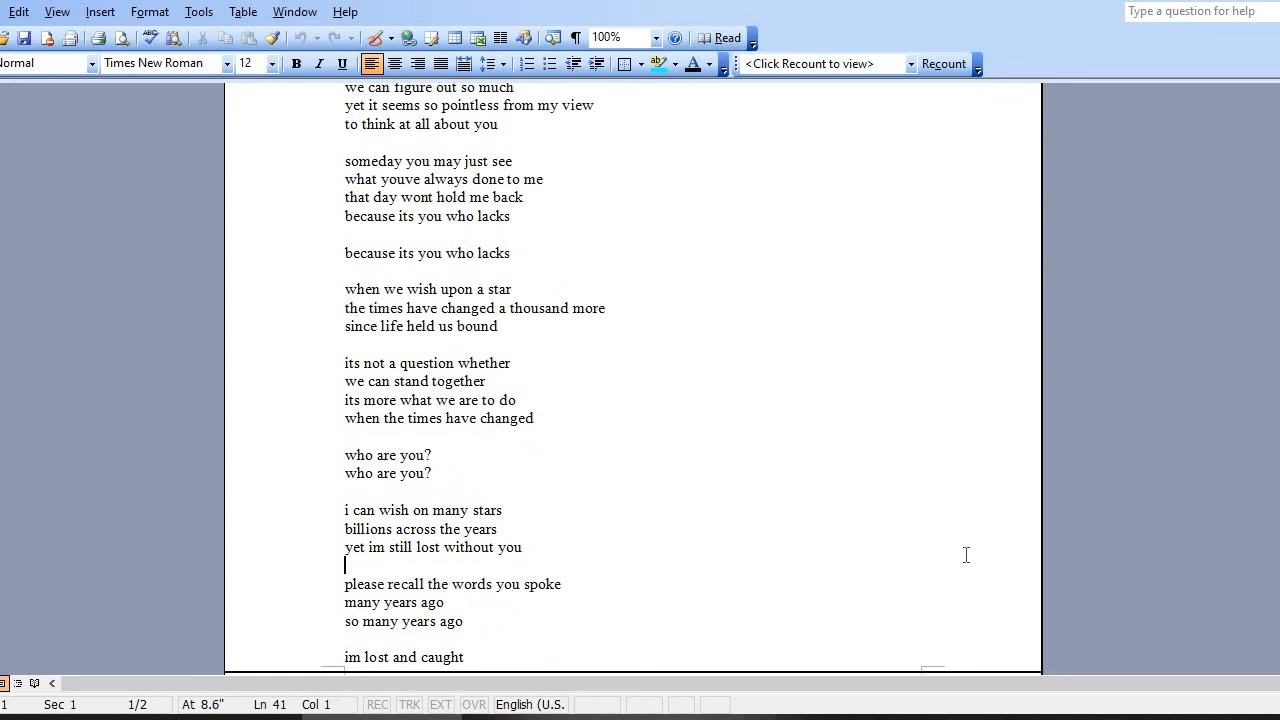 Edit View Insert Format Tools Table Window Help Type a question for help
100% Read
Normal Times New Roman 12 B I U <Click Recount to view> Recount
we can figure out so much
yet it seems so pointless from my view
to think at all about you
someday you may just see
what youve always done to me
that day wont hold me back
because its you who lacks
because its you who lacks
when we wish upon a star
the times have changed a thousand more
since life held us bound
its not a question whether
we can stand together
its more what we are to do
when the times have changed
who are you?
who are you?
i can wish on many stars
billions across the years
yet im still lost without you
please recall the words you spoke
many years ago
so many years ago
im lost and caught
1 Sec 1 1/2 At 8.6" Ln 41 Col 1 REC TRK EXT OVR English (U.S.